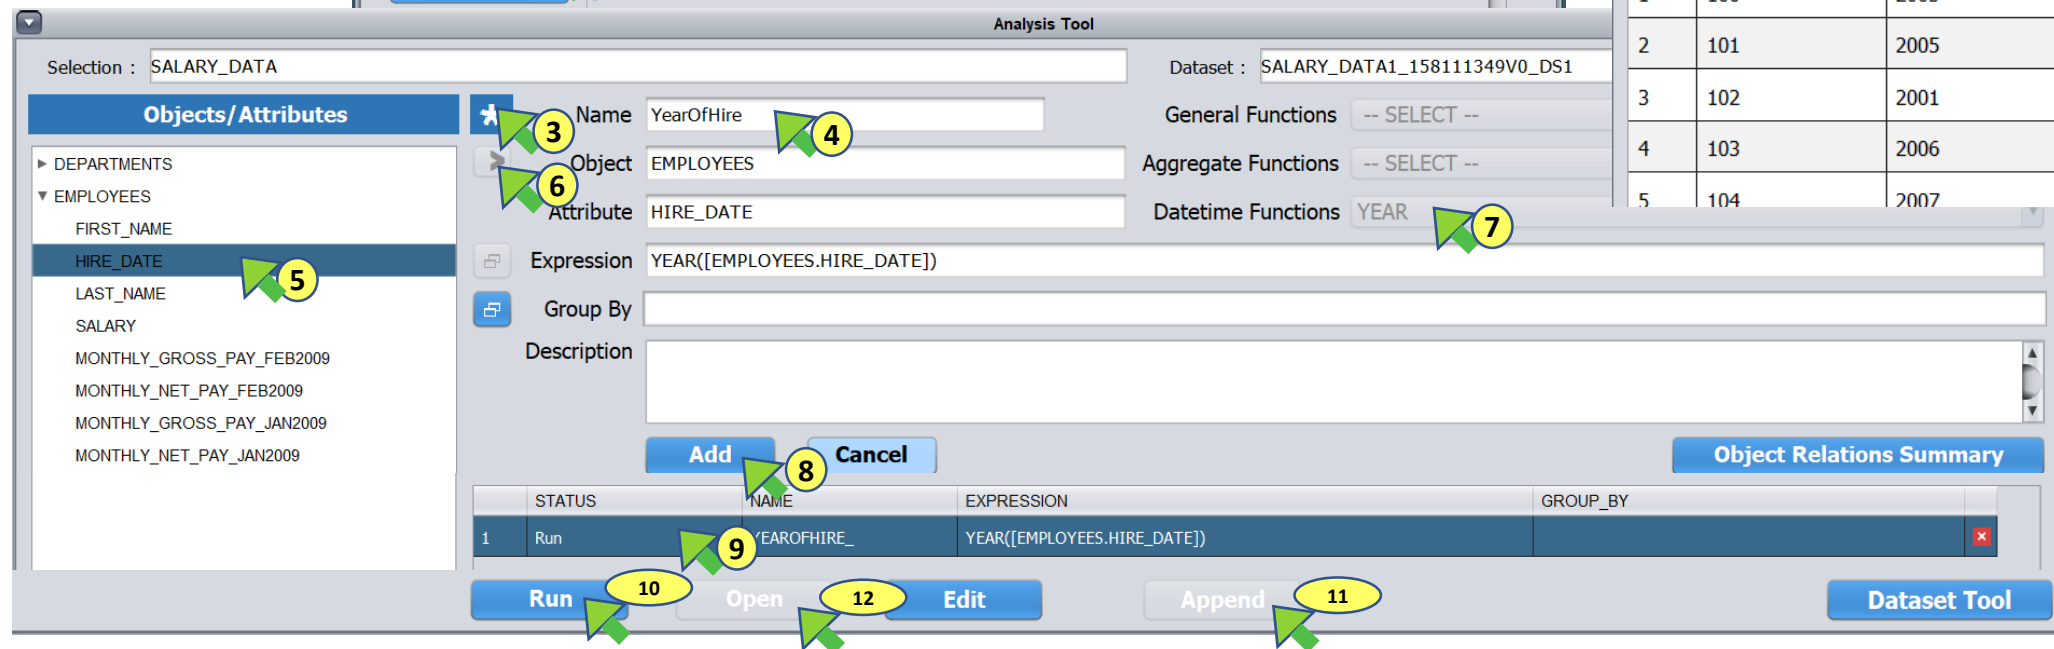 Analysis Tool
Selection : SALARY_DATA
Dataset : SALARY_DATA1_158111349V0_DS1
2 101 2005
3 102 2001
4 103 2006
5 104 2007
Objects/Attributes
DEPARTMENTS
EMPLOYEES
FIRST_NAME
HIRE_DATE
5
LAST_NAME
SALARY
MONTHLY_GROSS_PAY_FEB2009
MONTHLY_NET_PAY_FEB2009
MONTHLY_GROSS_PAY_JAN2009
MONTHLY_NET_PAY_JAN2009
* 3 Name YearOfHire 4
General Functions -- SELECT --
> 6 Object EMPLOYEES
Aggregate Functions -- SELECT --
Attribute HIRE_DATE
Datetime Functions YEAR 7
Expression YEAR([EMPLOYEES.HIRE_DATE])
Group By
Description
Add 8 Cancel
Object Relations Summary
STATUS NAME EXPRESSION GROUP_BY
1 Run 9 YEAROFHIRE_ YEAR([EMPLOYEES.HIRE_DATE])
Run 10 Open 12 Edit Append 11 Dataset Tool